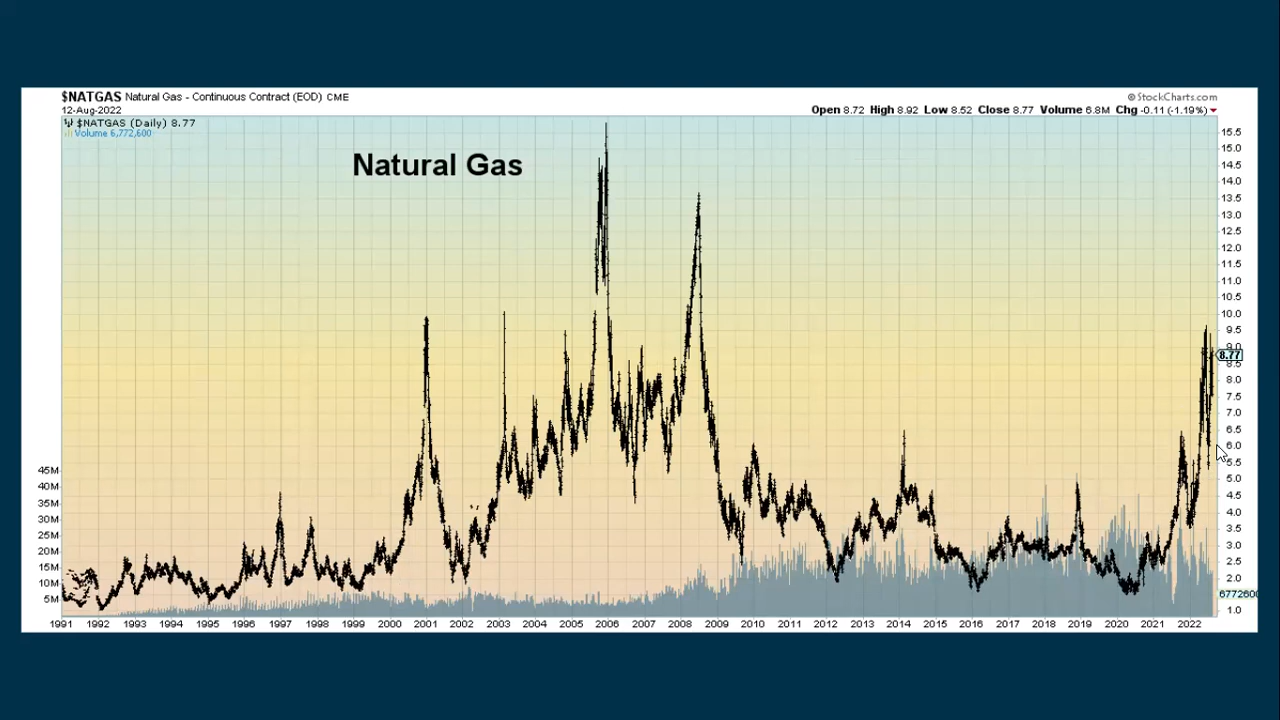 $NATGAS Natural Gas - Continuous Contract (EOD) CME
© StockCharts.com
12-Aug-2022
Open 8.72 High 8.92 Low 8.52 Close 8.77 Volume 6.8M Chg -0.11 (-1.19%)
$NATGAS (Daily) 8.77
Volume 6,772,600
Natural Gas
15.5
15.0
14.5
14.0
13.5
13.0
12.5
12.0
11.5
11.0
10.5
10.0
9.5
9.0
8.77
8.5
8.0
7.5
7.0
6.5
6.0
5.5
5.0
4.5
4.0
3.5
3.0
2.5
2.0
6772600
1.0
45M
40M
35M
30M
25M
20M
15M
10M
5M
1991 1992 1993 1994 1995 1996 1997 1998 1999 2000 2001 2002 2003 2004 2005 2006 2007 2008 2009 2010 2011 2012 2013 2014 2015 2016 2017 2018 2019 2020 2021 2022